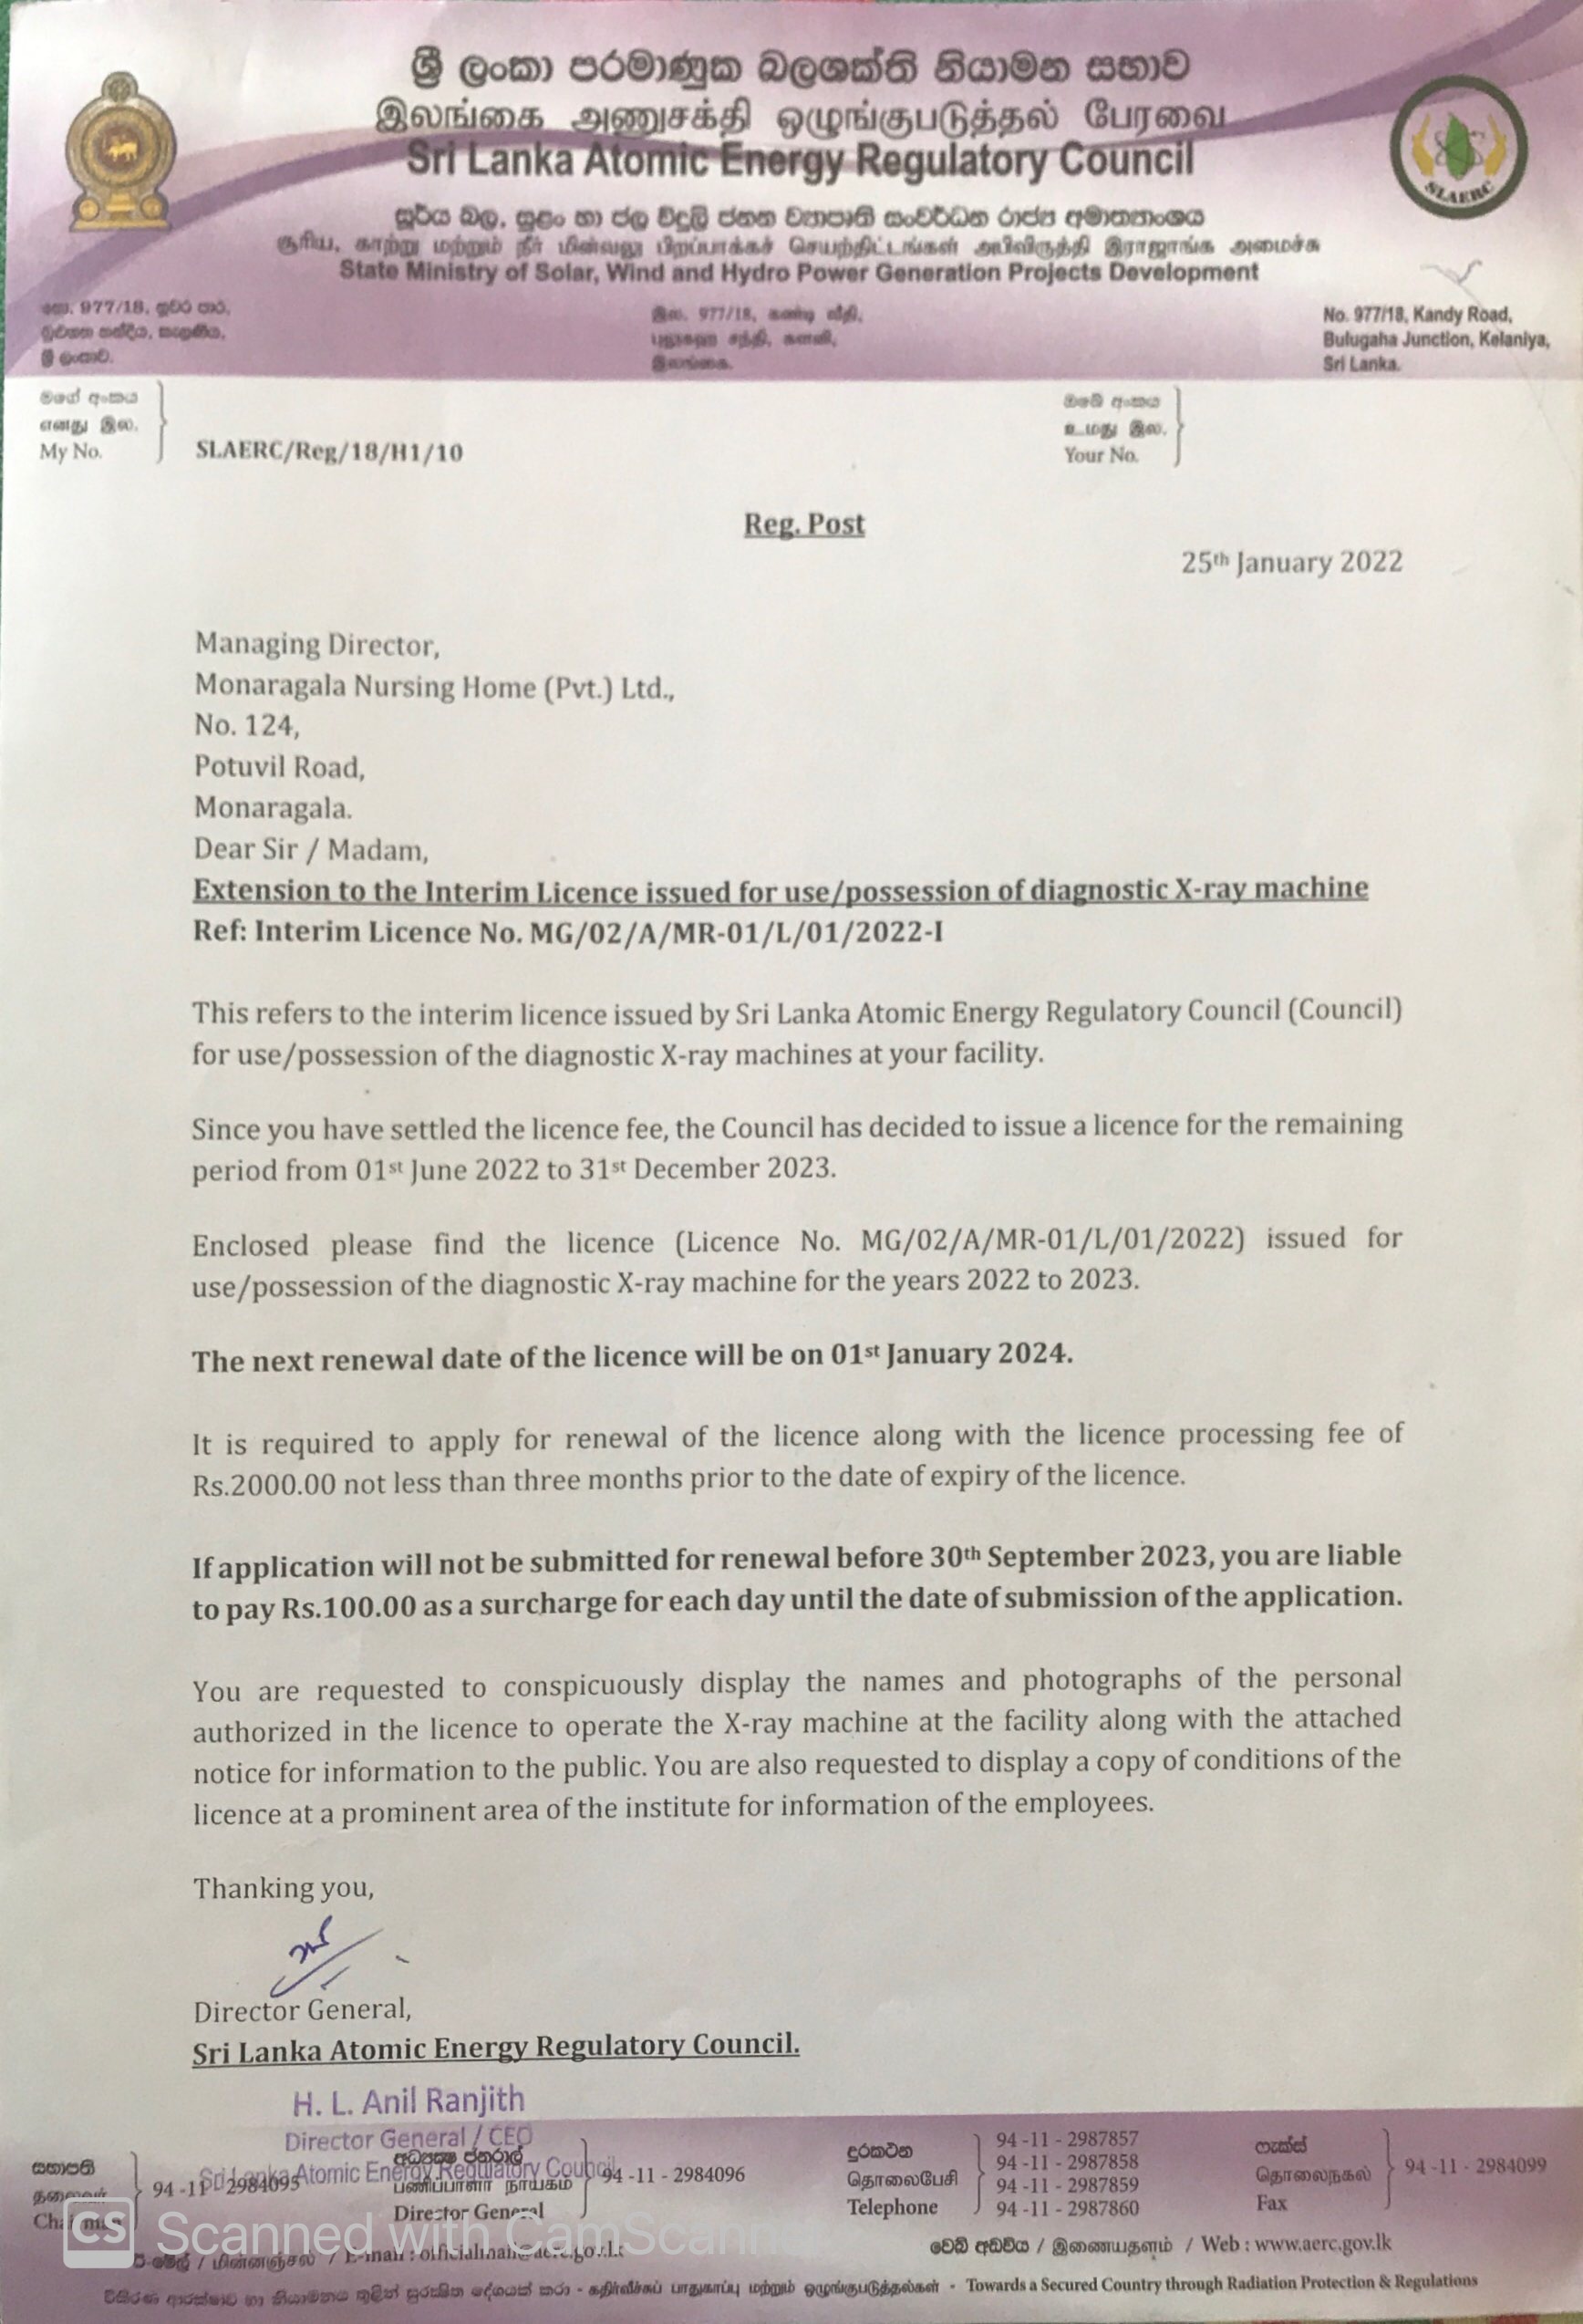 ශ්‍රී ලංකා පරමාණුක බලශක්ති නියාමන සභාව
இலங்கை அணுசக்தி ஒழுங்குபடுத்தல் பேரவை
Sri Lanka Atomic Energy Regulatory Council
SLAERC
සූර්ය බල, සුළං හා ජල විදුලි ජනන ව්‍යාපෘති සංවර්ධන රාජ්‍ය අමාත්‍යාංශය
சூரிய, காற்று மற்றும் நீர் மின்வலு பிறப்பாக்கச் செயற்திட்டங்கள் அபிவிருத்தி இராஜாங்க அமைச்சு
State Ministry of Solar, Wind and Hydro Power Generation Projects Development
977/18,
ශ්‍රී ලංකාව.
இல. 977/18, கண்டி வீதி,
இலங்கை.
No. 977/18, Kandy Road,
Bulugaha Junction, Kelaniya,
Sri Lanka.
මගේ අංකය
எனது இல.
My No.
SLAERC/Reg/18/H1/10
ඔබේ අංකය
உமது இல.
Your No.
Reg. Post
25th January 2022
Managing Director,
Monaragala Nursing Home (Pvt.) Ltd.,
No. 124,
Potuvil Road,
Monaragala.
Dear Sir / Madam,
Extension to the Interim Licence issued for use/possession of diagnostic X-ray machine
Ref: Interim Licence No. MG/02/A/MR-01/L/01/2022-I
This refers to the interim licence issued by Sri Lanka Atomic Energy Regulatory Council (Council)
for use/possession of the diagnostic X-ray machines at your facility.
Since you have settled the licence fee, the Council has decided to issue a licence for the remaining
period from 01st June 2022 to 31st December 2023.
Enclosed please find the licence (Licence No. MG/02/A/MR-01/L/01/2022) issued for
use/possession of the diagnostic X-ray machine for the years 2022 to 2023.
The next renewal date of the licence will be on 01st January 2024.
It is required to apply for renewal of the licence along with the licence processing fee of
Rs.2000.00 not less than three months prior to the date of expiry of the licence.
If application will not be submitted for renewal before 30th September 2023, you are liable
to pay Rs.100.00 as a surcharge for each day until the date of submission of the application.
You are requested to conspicuously display the names and photographs of the personal
authorized in the licence to operate the X-ray machine at the facility along with the attached
notice for information to the public. You are also requested to display a copy of conditions of the
licence at a prominent area of the institute for information of the employees.
Thanking you,
Director General,
Sri Lanka Atomic Energy Regulatory Council.
H. L. Anil Ranjith
Director General / CEO
Sri Lanka Atomic Energy Regulatory Council
සභාපති
தலைவர்
Chairman
94 -11 - 2984095
අධ්‍යක්ෂ ජනරාල්
பணிப்பாளர் நாயகம்
Director General
94 -11 - 2984096
දුරකථන
தொலைபேசி
Telephone
94 -11 - 2987857
94 -11 - 2987858
94 -11 - 2987859
94 -11 - 2987860
ෆැක්ස්
தொலைநகல்
Fax
94 -11 - 2984099
CS Scanned with CamScann
ඊ-මේල් / மின்னஞ்சல் / E-mail : officialmail@aerc.gov.lk
වෙබ් අඩවිය / இணையதளம் / Web : www.aerc.gov.lk
විකිරණ ආරක්ෂාව හා නියාමනය තුළින් සුරක්ෂිත දේශයක් කරා - கதிர்வீச்சுப் பாதுகாப்பு மற்றும் ஒழுங்குபடுத்தல்கள் - Towards a Secured Country through Radiation Protection & Regulations